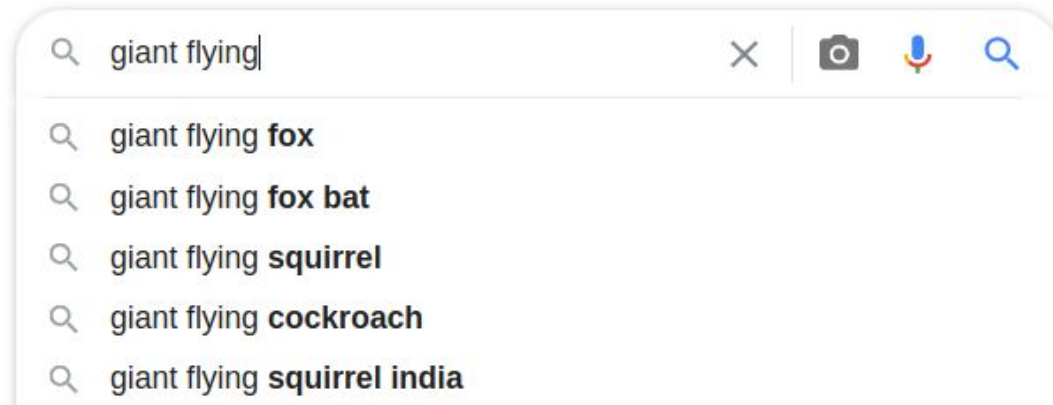 giant flying
giant flying fox
giant flying fox bat
giant flying squirrel
giant flying cockroach
giant flying squirrel india